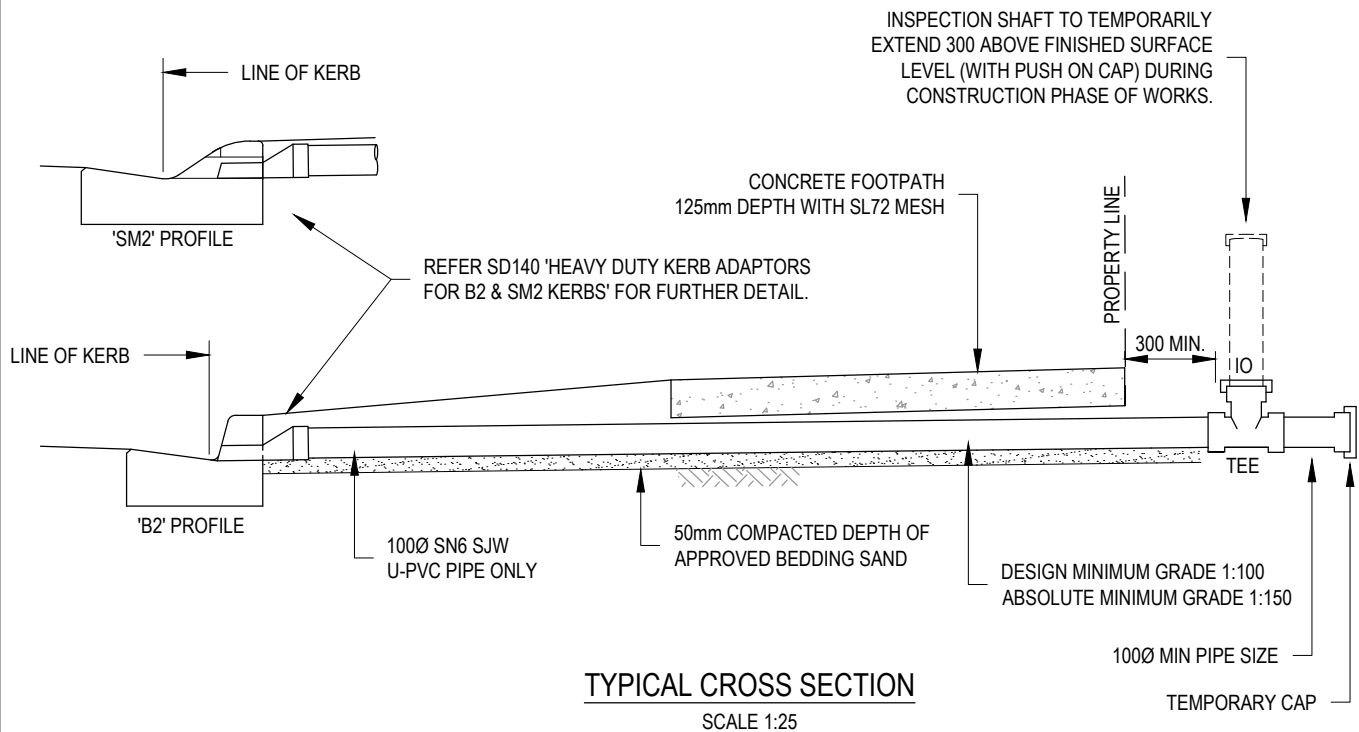 INSPECTION SHAFT TO TEMPORARILY
EXTEND 300 ABOVE FINISHED SURFACE
LEVEL (WITH PUSH ON CAP) DURING
CONSTRUCTION PHASE OF WORKS.
LINE OF KERB
'SM2' PROFILE
CONCRETE FOOTPATH
125mm DEPTH WITH SL72 MESH
PROPERTY LINE
REFER SD140 'HEAVY DUTY KERB ADAPTORS
FOR B2 & SM2 KERBS' FOR FURTHER DETAIL.
LINE OF KERB
300 MIN.
IO
TEE
'B2' PROFILE
100Ø SN6 SJW
U-PVC PIPE ONLY
50mm COMPACTED DEPTH OF
APPROVED BEDDING SAND
DESIGN MINIMUM GRADE 1:100
ABSOLUTE MINIMUM GRADE 1:150
100Ø MIN PIPE SIZE
TEMPORARY CAP
TYPICAL CROSS SECTION
SCALE 1:25